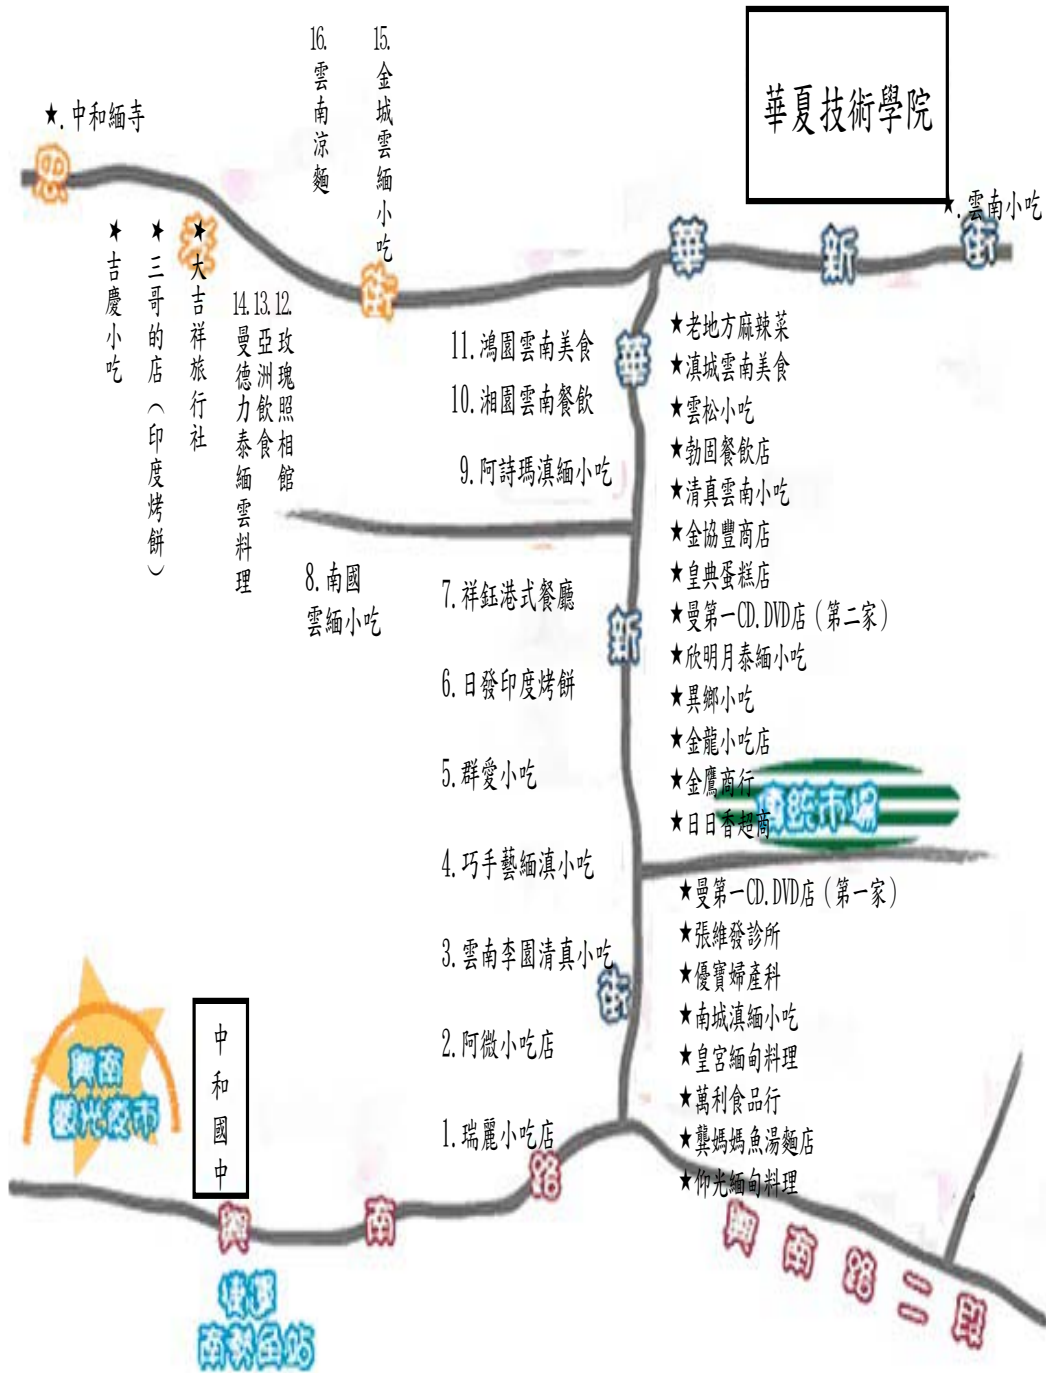 16.雲南涼麵
15.金城雲緬小吃
華夏技術學院
★.中和緬寺
★.雲南小吃
忠
孝
街
華
新
街
★吉慶小吃
★三哥的店（印度烤餅）
★大吉祥旅行社
14.曼德力泰緬雲料理
13.亞洲飲食
12.玫瑰照相館
11.鴻園雲南美食
10.湘園雲南餐飲
9.阿詩瑪滇緬小吃
8.南國
雲緬小吃
7.祥鈺港式餐廳
6.日發印度烤餅
5.群愛小吃
4.巧手藝緬滇小吃
3.雲南李園清真小吃
2.阿微小吃店
1.瑞麗小吃店
華
新
街
★老地方麻辣菜
★滇城雲南美食
★雲松小吃
★勃固餐飲店
★清真雲南小吃
★金協豐商店
★皇典蛋糕店
★曼第一CD.DVD店（第二家）
★欣明月泰緬小吃
★異鄉小吃
★金龍小吃店
★金鷹商行
★日日香超商
傳統市場
★曼第一CD.DVD店（第一家）
★張維發診所
★優寶婦產科
★南城滇緬小吃
★皇宮緬甸料理
★萬利食品行
★龔媽媽魚湯麵店
★仰光緬甸料理
興南
觀光夜市
中和國中
興
南
路
興南路二段
捷運
南勢角站